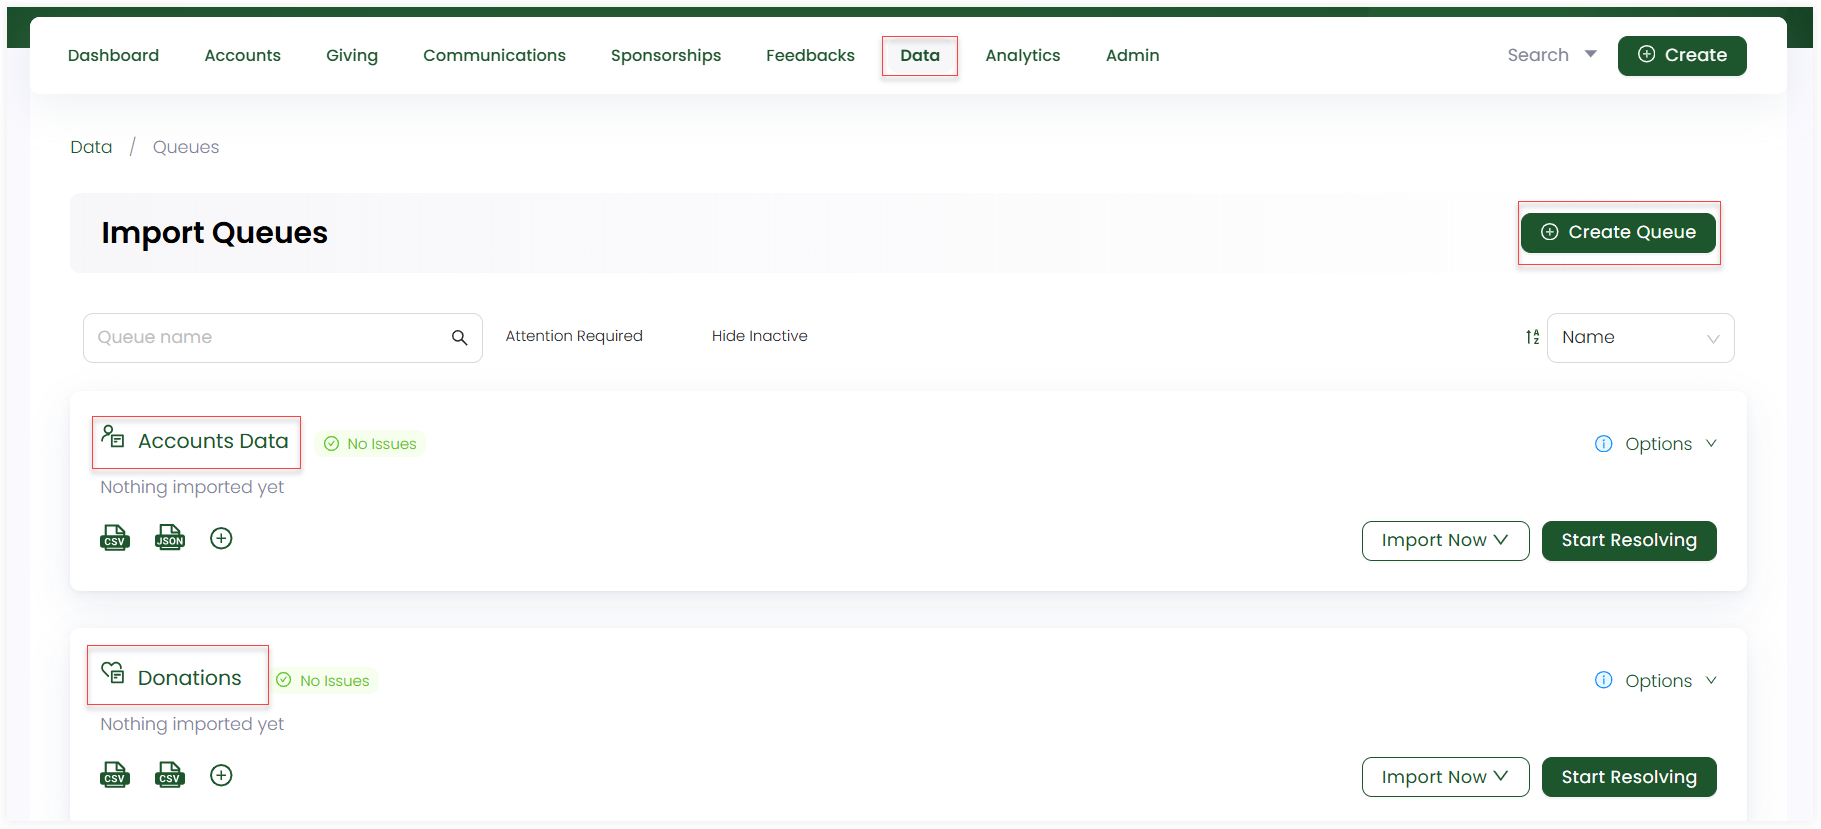 Dashboard Accounts Giving Communications Sponsorships Feedbacks Data Analytics Admin Search Create
Data / Queues
Import Queues Create Queue
Queue name Attention Required Hide Inactive AZ Name
Accounts Data No Issues Options
Nothing imported yet
CSV JSON Import Now Start Resolving
Donations No Issues Options
Nothing imported yet
CSV CSV Import Now Start Resolving